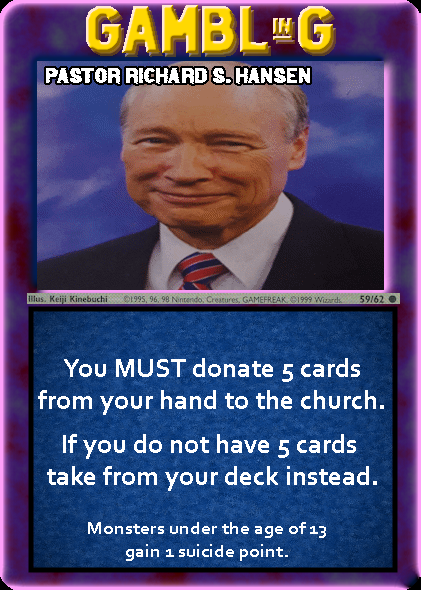 GAMBLinG
PASTOR RICHARD S. HANSEN
Illus. Keiji Kinebuchi ©1995, 96, 98 Nintendo, Creatures, GAMEFREAK. ©1999 Wizards. 59/62
You MUST donate 5 cards
from your hand to the church.
If you do not have 5 cards
take from your deck instead.
Monsters under the age of 13
gain 1 suicide point.